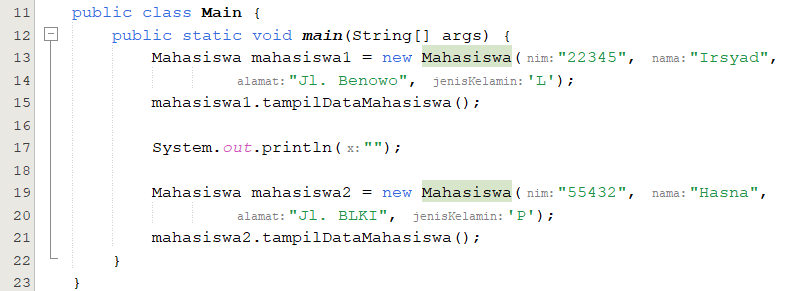 11 public class Main {
12 public static void main(String[] args) {
13 Mahasiswa mahasiswa1 = new Mahasiswa( nim: "22345", nama: "Irsyad",
14 alamat: "Jl. Benowo", jenisKelamin: 'L');
15 mahasiswa1.tampilDataMahasiswa();
16
17 System.out.println( x: "");
18
19 Mahasiswa mahasiswa2 = new Mahasiswa( nim: "55432", nama: "Hasna",
20 alamat: "Jl. BLKI", jenisKelamin: 'P');
21 mahasiswa2.tampilDataMahasiswa();
22 }
23 }